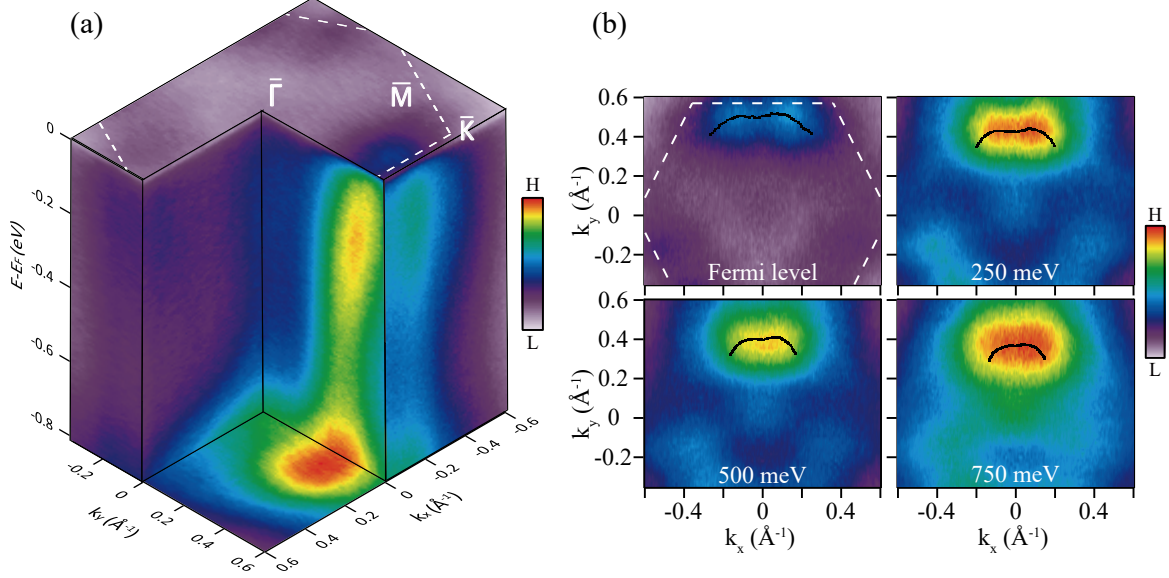 (a)
Γ̅
M̅
K̅
0
-0.2
-0.4
-0.6
-0.8
E-EF (eV)
-0.2
0
0.2
0.4
0.6
ky (Å-1)
0.6
0.4
0.2
0
-0.2
-0.4
-0.6
kx (Å-1)
H
L
(b)
0.6
0.4
0.2
0
-0.2
k_y (Å-1)
Fermi level
250 meV
0.6
0.4
0.2
0
-0.2
k_y (Å-1)
500 meV
750 meV
-0.4
0
0.4
k_x (Å-1)
-0.4
0
0.4
k_x (Å-1)
H
L